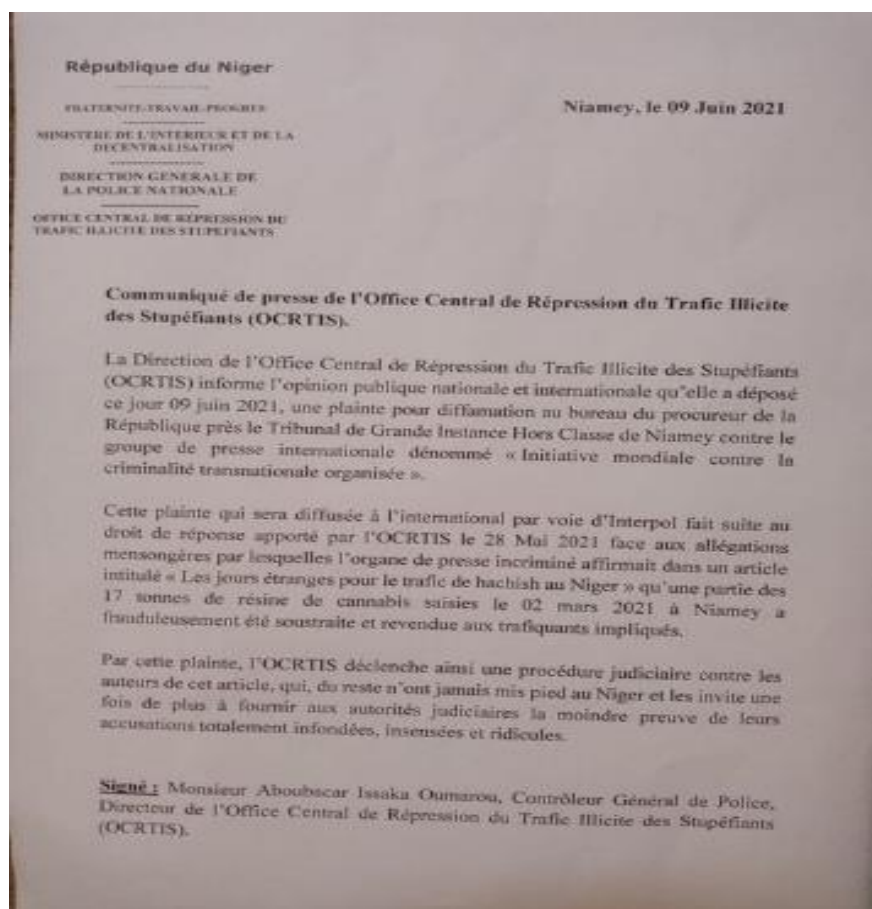 République du Niger
FRATERNITE-TRAVAIL-PROGRES
Niamey, le 09 Juin 2021
MINISTERE DE L'INTERIEUR ET DE LA
DECENTRALISATION
DIRECTION GENERALE DE
LA POLICE NATIONALE
OFFICE CENTRAL DE REPRESSION DU
TRAFIC ILLICITE DES STUPEFIANTS
Communiqué de presse de l'Office Central de Répression du Trafic Illicite
des Stupéfiants (OCRTIS).
La Direction de l'Office Central de Répression du Trafic Illicite des Stupéfiants
(OCRTIS) informe l'opinion publique nationale et internationale qu'elle a déposé
ce jour 09 juin 2021, une plainte pour diffamation au bureau du procureur de la
République près le Tribunal de Grande Instance Hors Classe de Niamey contre le
groupe de presse internationale dénommé « Initiative mondiale contre la
criminalité transnationale organisée ».
Cette plainte qui sera diffusée à l'international par voie d'Interpol fait suite au
droit de réponse apporté par l'OCRTIS le 28 Mai 2021 face aux allégations
mensongères par lesquelles l'organe de presse incriminé affirmait dans un article
intitulé « Les jours étranges pour le trafic de hachish au Niger » qu'une partie des
17 tonnes de résine de cannabis saisies le 02 mars 2021 à Niamey a
frauduleusement été soustraite et revendue aux trafiquants impliqués.
Par cette plainte, l'OCRTIS déclenche ainsi une procédure judiciaire contre les
auteurs de cet article, qui, du reste n'ont jamais mis pied au Niger et les invite une
fois de plus à fournir aux autorités judiciaires la moindre preuve de leurs
accusations totalement infondées, insensées et ridicules.
Signé : Monsieur Aboubacar Issaka Oumarou, Contrôleur Général de Police,
Directeur de l'Office Central de Répression du Trafic Illicite des Stupéfiants
(OCRTIS).